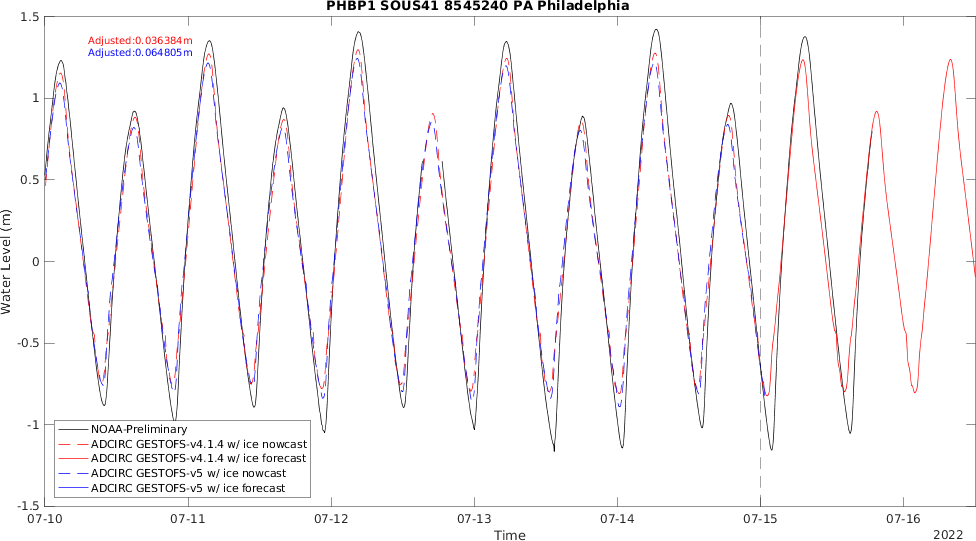 PHBP1 SOUS41 8545240 PA Philadelphia
Adjusted:0.036384m
Adjusted:0.064805m
1.5
1
0.5
0
-0.5
-1
-1.5
Water Level (m)
NOAA-Preliminary
ADCIRC GESTOFS-v4.1.4 w/ ice nowcast
ADCIRC GESTOFS-v4.1.4 w/ ice forecast
ADCIRC GESTOFS-v5 w/ ice nowcast
ADCIRC GESTOFS-v5 w/ ice forecast
07-10 07-11 07-12 07-13 07-14 07-15 07-16
Time
2022